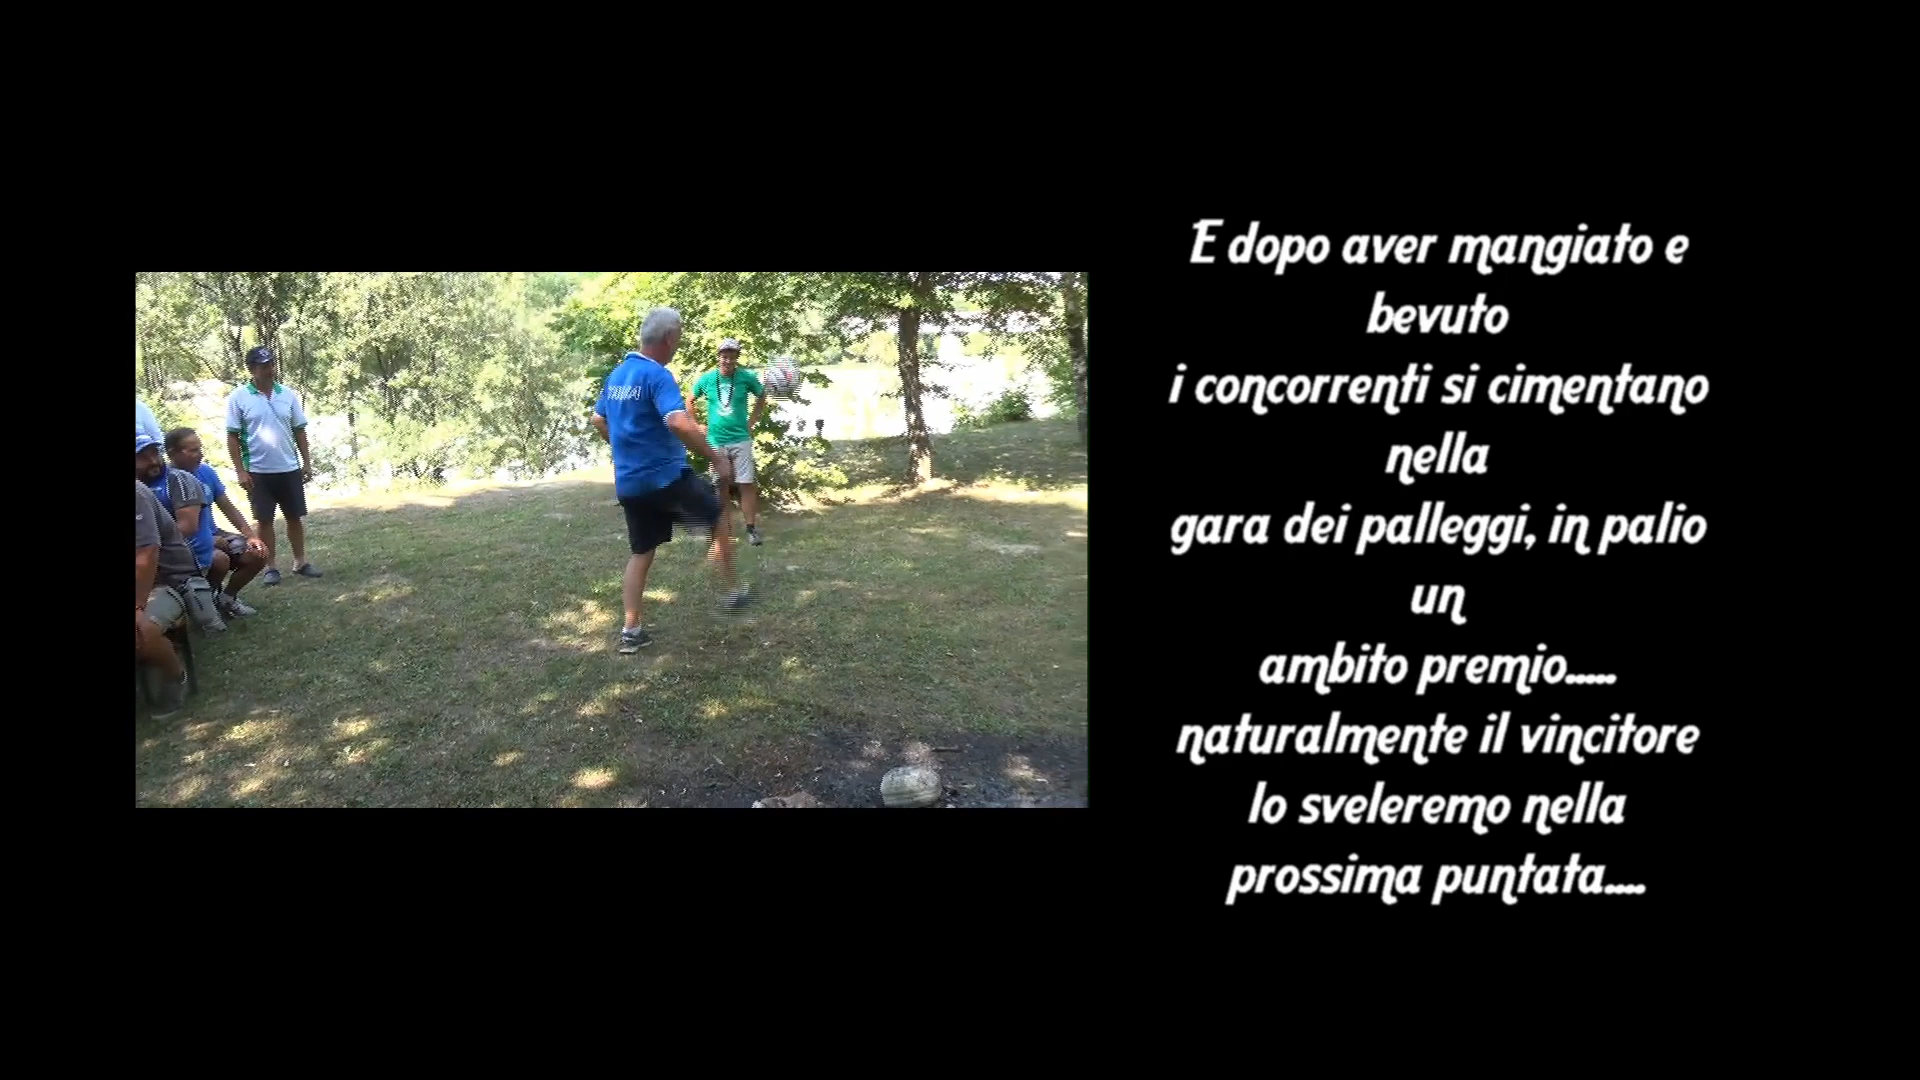 E dopo aver mangiato e
bevuto
i concorrenti si cimentano
nella
gara dei palleggi, in palio
un
ambito premio.....
naturalmente il vincitore
lo sveleremo nella
prossima puntata....